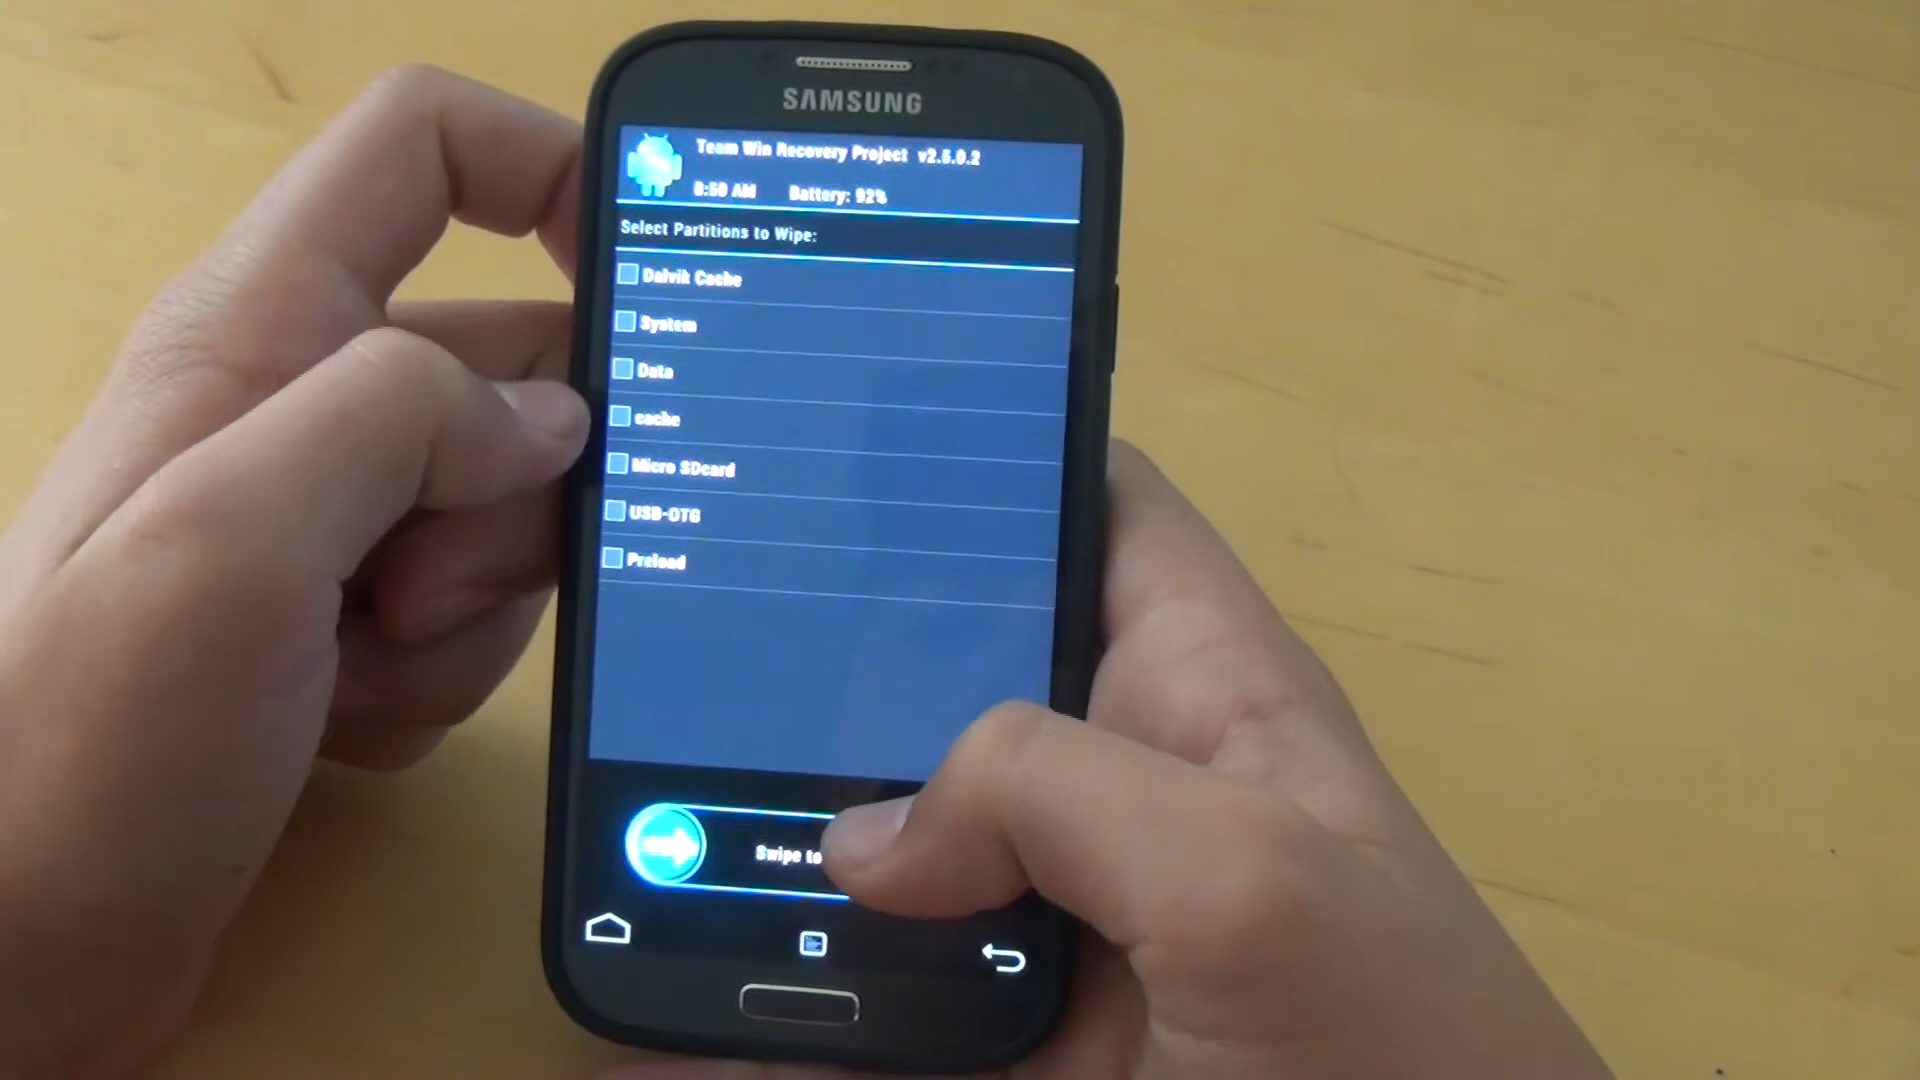 SAMSUNG
Team Win Recovery Project v2.5.0.2
8:50 AM Battery: 92%
Select Partitions to Wipe:
Dalvik Cache
System
Data
cache
Micro SDcard
USB-OTG
Preload
Swipe to